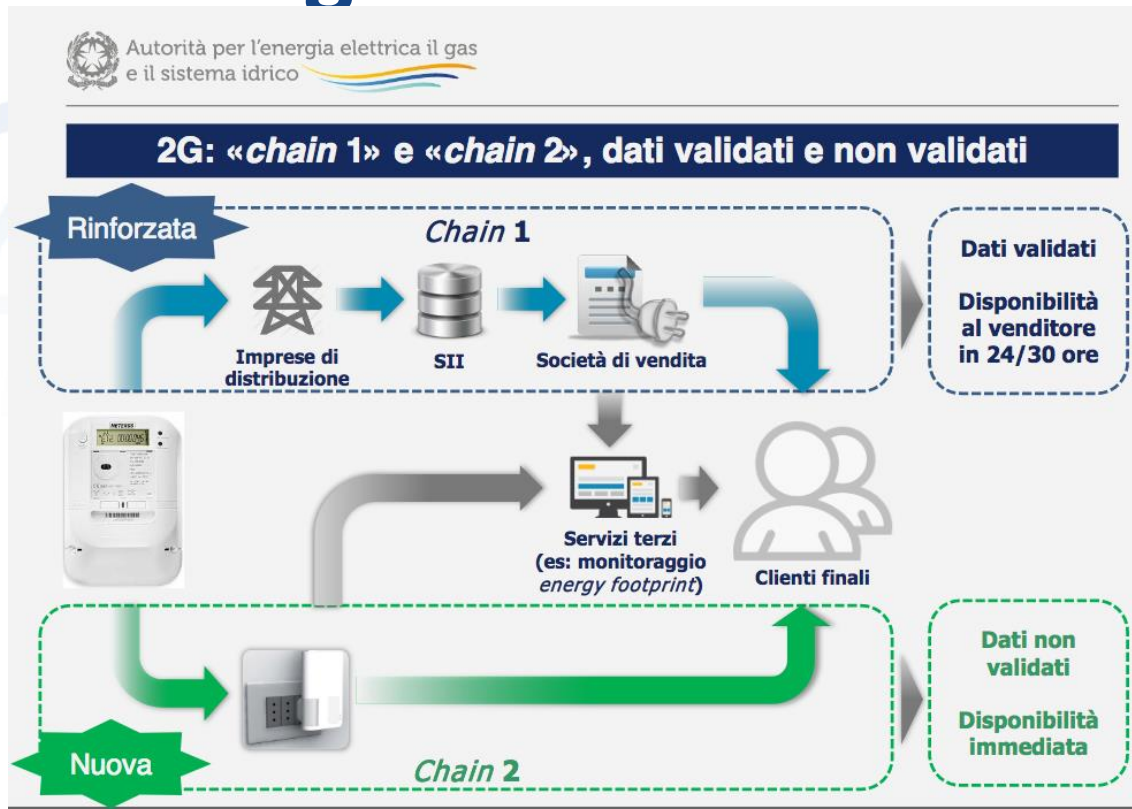 Autorità per l'energia elettrica il gas
e il sistema idrico
2G: «chain 1» e «chain 2», dati validati e non validati
Rinforzata
Chain 1
Imprese di
distribuzione
SII
Società di vendita
Dati validati
Disponibilità
al venditore
in 24/30 ore
Servizi terzi
(es: monitoraggio
energy footprint)
Clienti finali
Nuova
Chain 2
Dati non
validati
Disponibilità
immediata